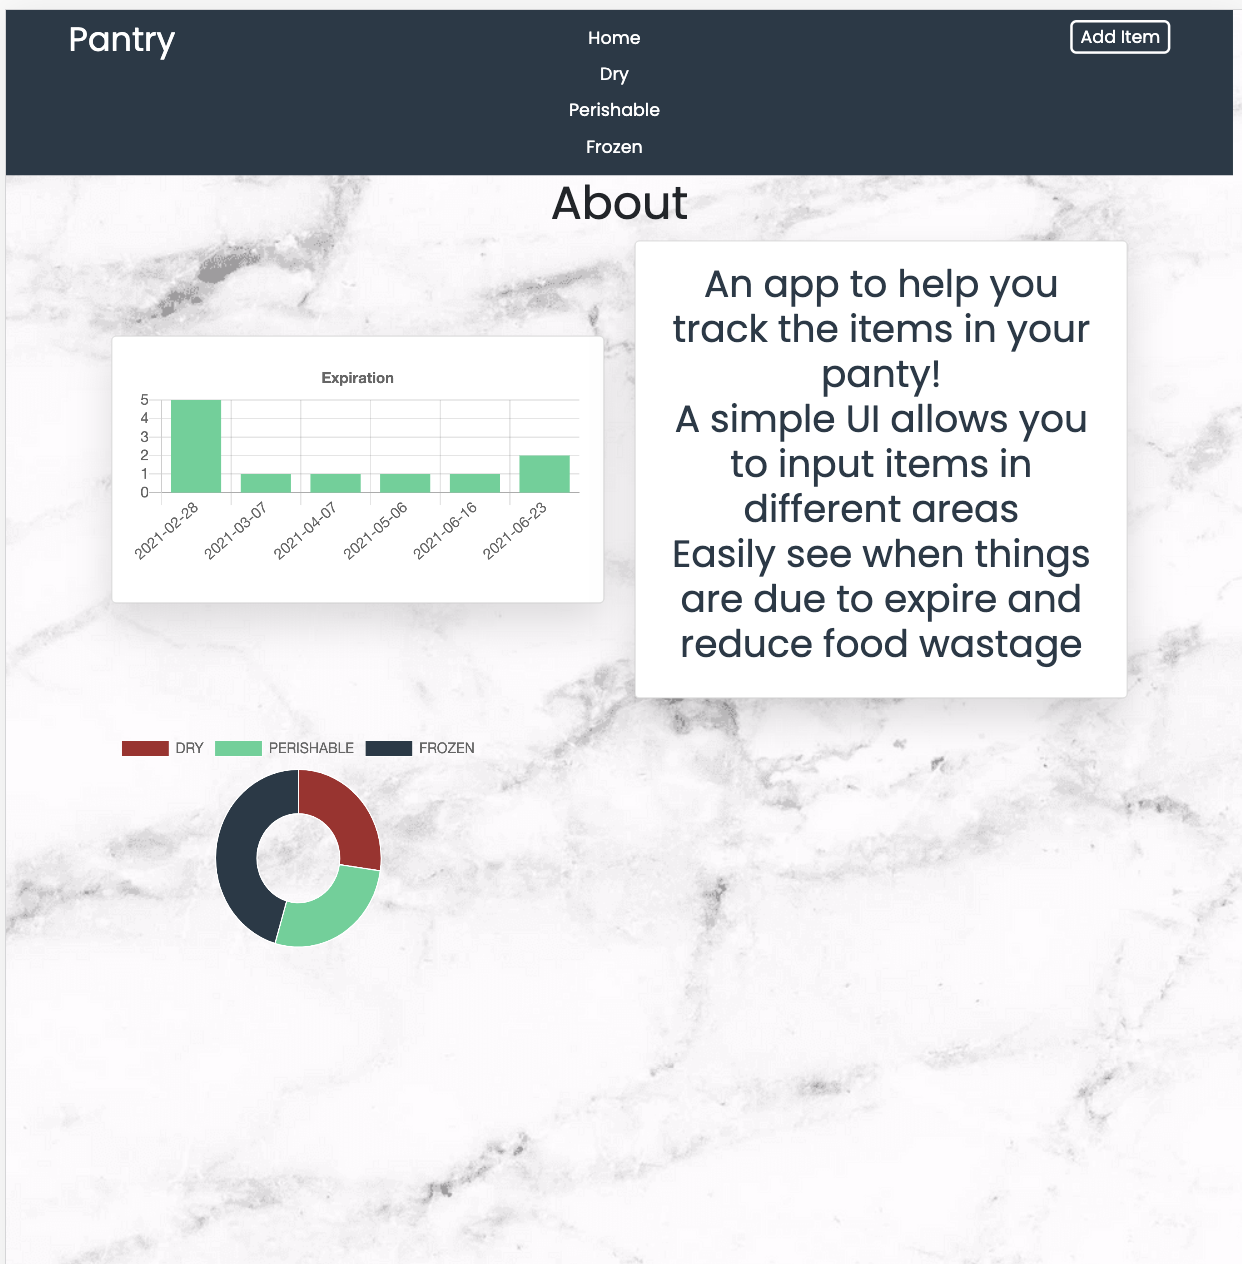 Pantry
Home
Add Item
Dry
Perishable
Frozen
About
An app to help you
track the items in your
panty!
A simple UI allows you
to input items in
different areas
Easily see when things
are due to expire and
reduce food wastage
Expiration
5
4
3
2
1
0
2021-02-28
2021-03-07
2021-04-07
2021-05-06
2021-06-16
2021-06-23
DRY PERISHABLE FROZEN